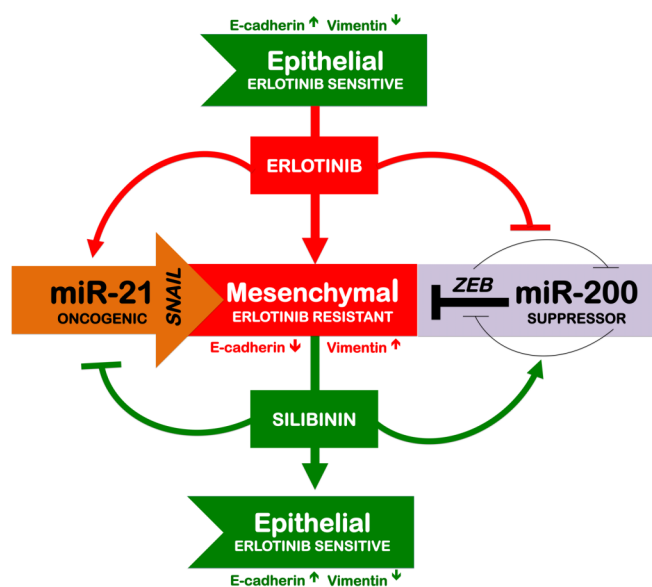 E-cadherin ↑ Vimentin ↓
Epithelial
ERLOTINIB SENSITIVE
ERLOTINIB
miR-21
ONCOGENIC
SNAIL
Mesenchymal
ERLOTINIB RESISTANT
ZEB
miR-200
SUPPRESSOR
E-cadherin ↓ Vimentin ↑
SILIBININ
Epithelial
ERLOTINIB SENSITIVE
E-cadherin ↑ Vimentin ↓